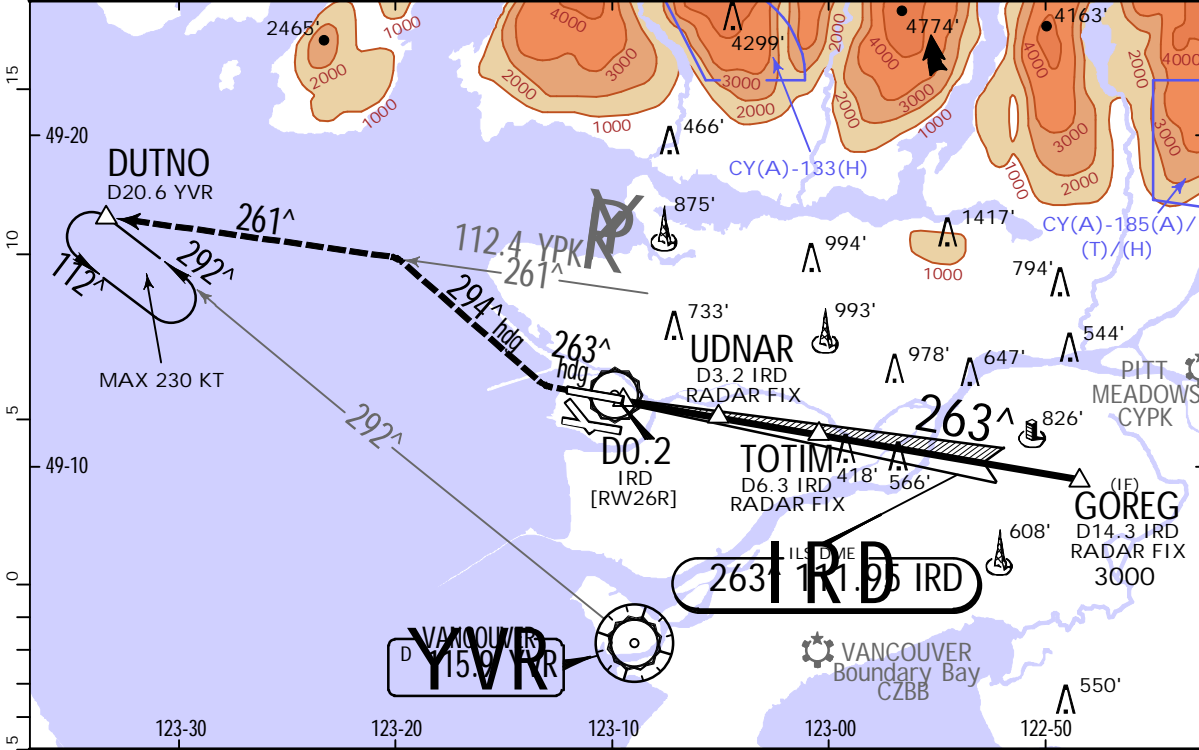 2465'
1000
4000
4299'
2000
4774'
4163'
4000
15
2000
3000
3000
4000
4000
4000
1000
3000
2000
3000
2000
2000
1000
1000
3000
3000
49-20
466'
CY(A)-133(H)
1000
2000
DUTNO
D20.6 YVR
875'
1417'
CY(A)-185(A)/
(T)/(H)
261^
112.4 YPK
261^
10
292^
112^
994'
1000
794'
294^ hdg
733'
993'
544'
263^
hdg
UDNAR
D3.2 IRD
RADAR FIX
978'
647'
PITT
MEADOWS
CYPK
MAX 230 KT
292^
263^
826'
5
D0.2
IRD
[RW26R]
TOTIM
D6.3 IRD
RADAR FIX
418'
566'
49-10
(IF)
GOREG
D14.3 IRD
RADAR FIX
3000
608'
ILS DME
IRD
263^ 111.95 IRD
0
VANCOUVER
D
YVR
115.9 YVR
VANCOUVER
Boundary Bay
CZBB
550'
5
123-30
123-20
123-10
123-00
122-50